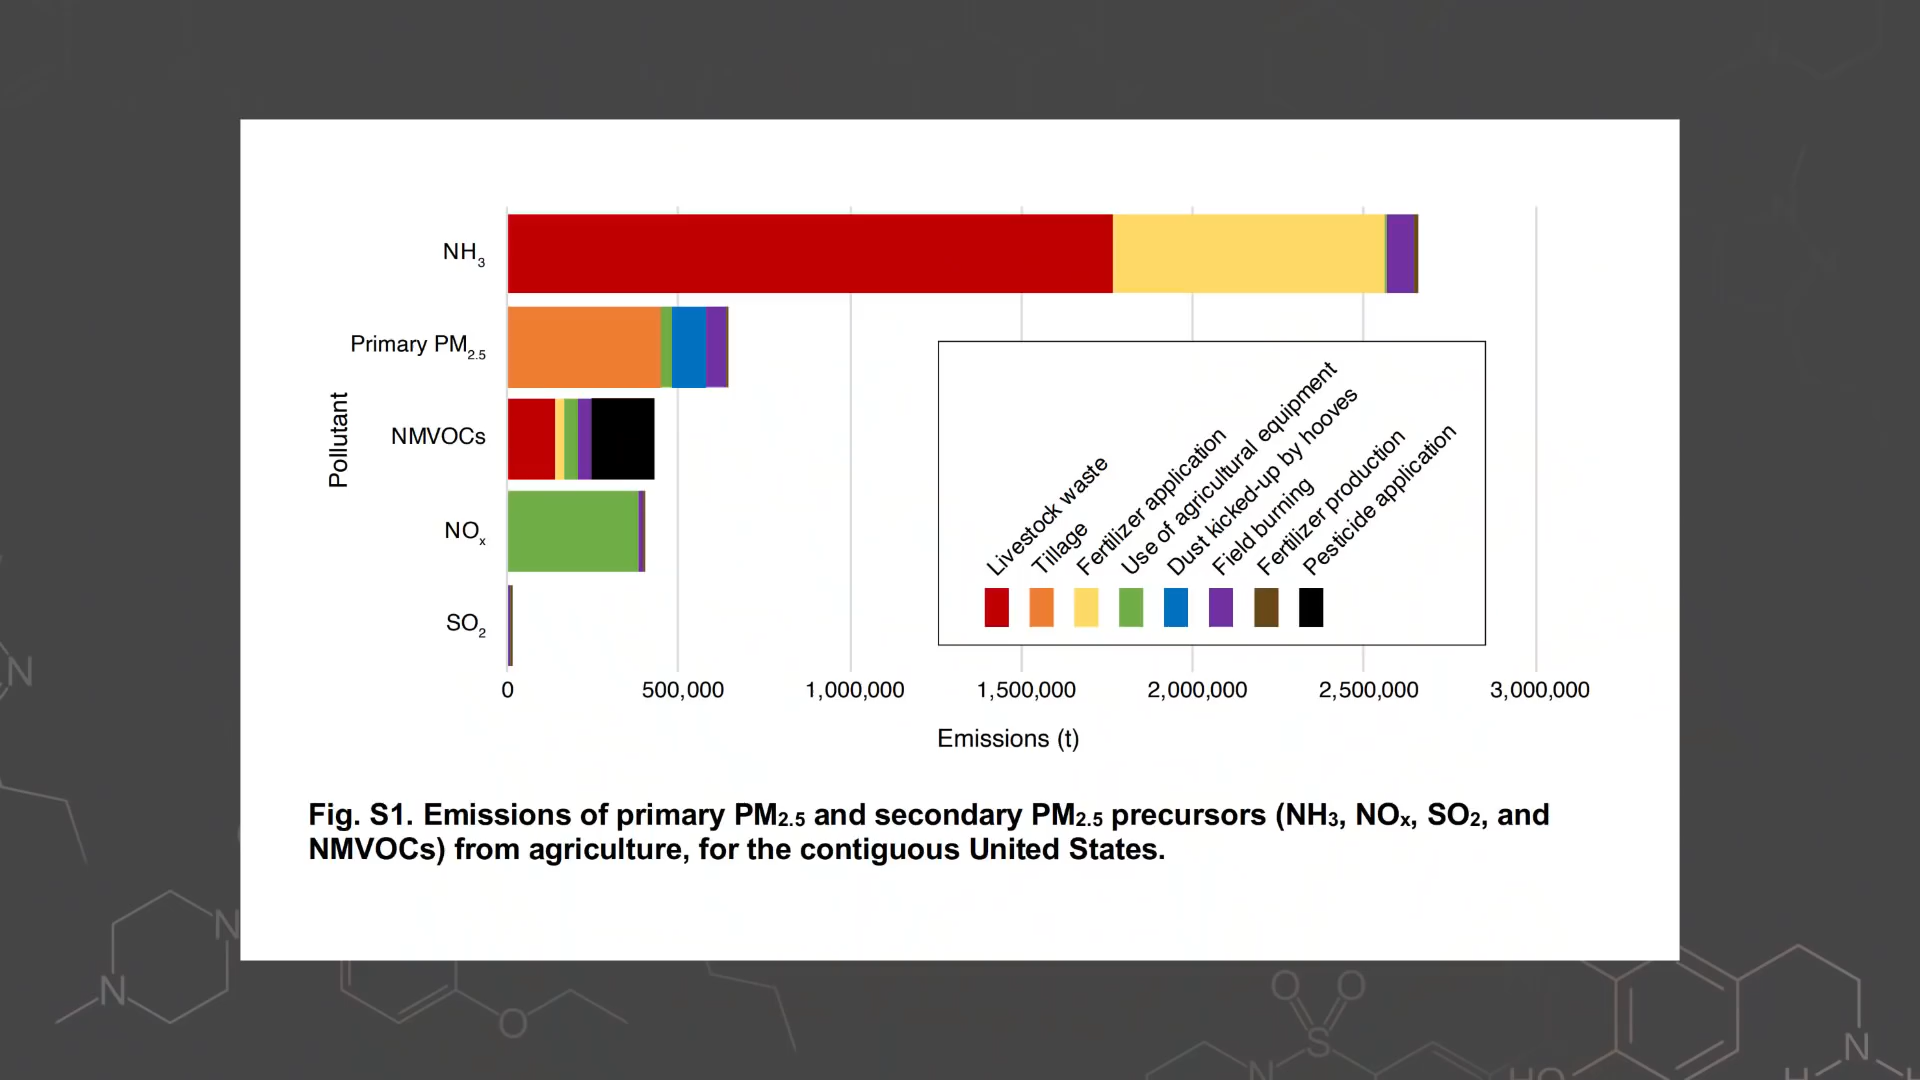 NH₃
Primary PM₂.₅
NMVOCs
NOₓ
SO₂
Pollutant
0 500,000 1,000,000 1,500,000 2,000,000 2,500,000 3,000,000
Emissions (t)
Livestock waste
Tillage
Fertilizer application
Use of agricultural equipment
Dust kicked-up by hooves
Field burning
Fertilizer production
Pesticide application
Fig. S1. Emissions of primary PM₂.₅ and secondary PM₂.₅ precursors (NH₃, NOₓ, SO₂, and
NMVOCs) from agriculture, for the contiguous United States.
N
N
N
O
O O
S
N
HO
N
H
H